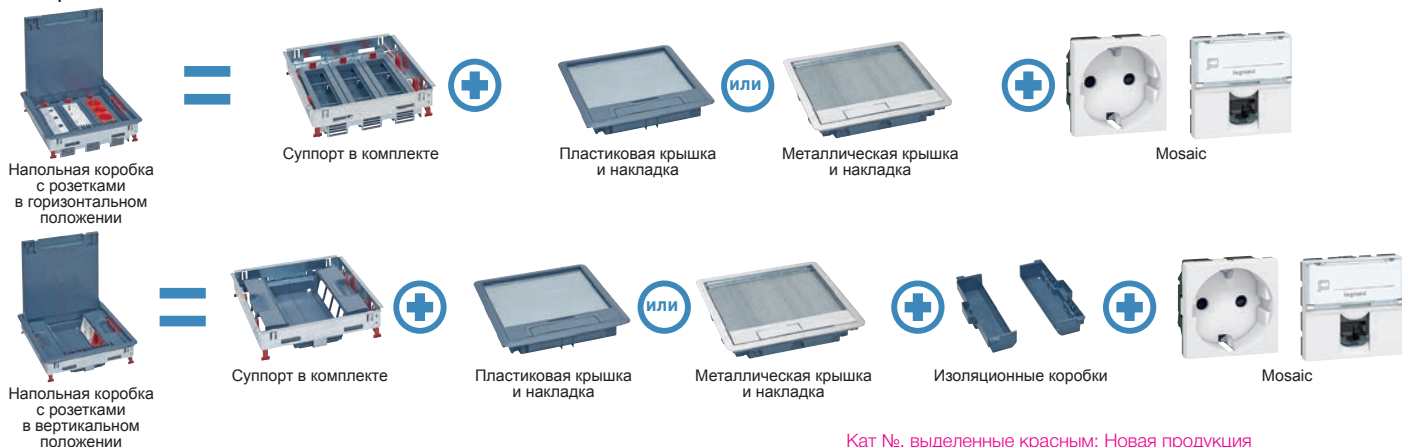 или
Суппорт в комплекте
Пластиковая крышка
и накладка
Металлическая крышка
и накладка
legrand
Mosaic
Напольная коробка
с розетками
в горизонтальном
положении
или
Суппорт в комплекте
Пластиковая крышка
и накладка
Металлическая крышка
и накладка
Изоляционные коробки
legrand
Mosaic
Напольная коробка
с розетками
в вертикальном
положении
Кат №, выделенные красным: Новая продукция